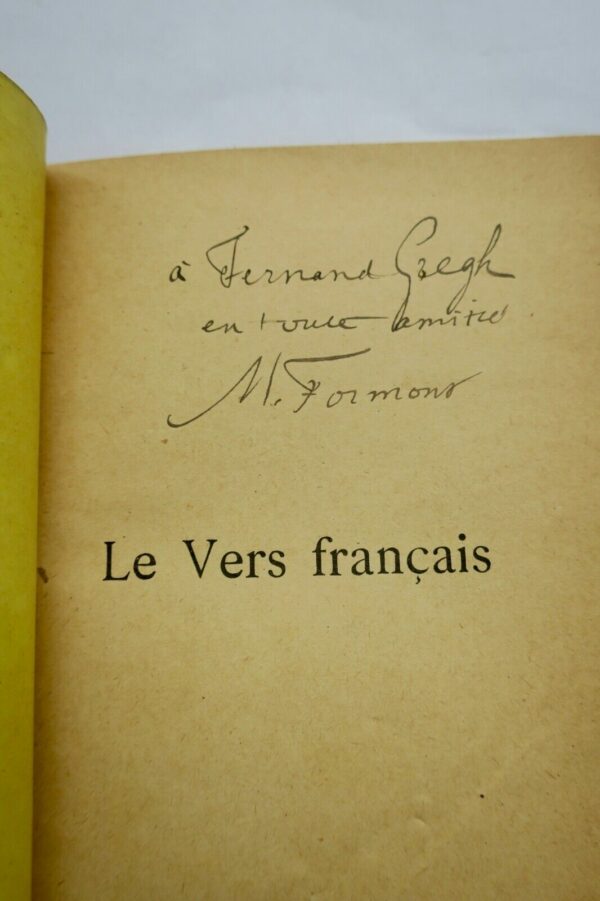 à Fernand Gregh
en toute amitié
M. Formont
Le Vers français